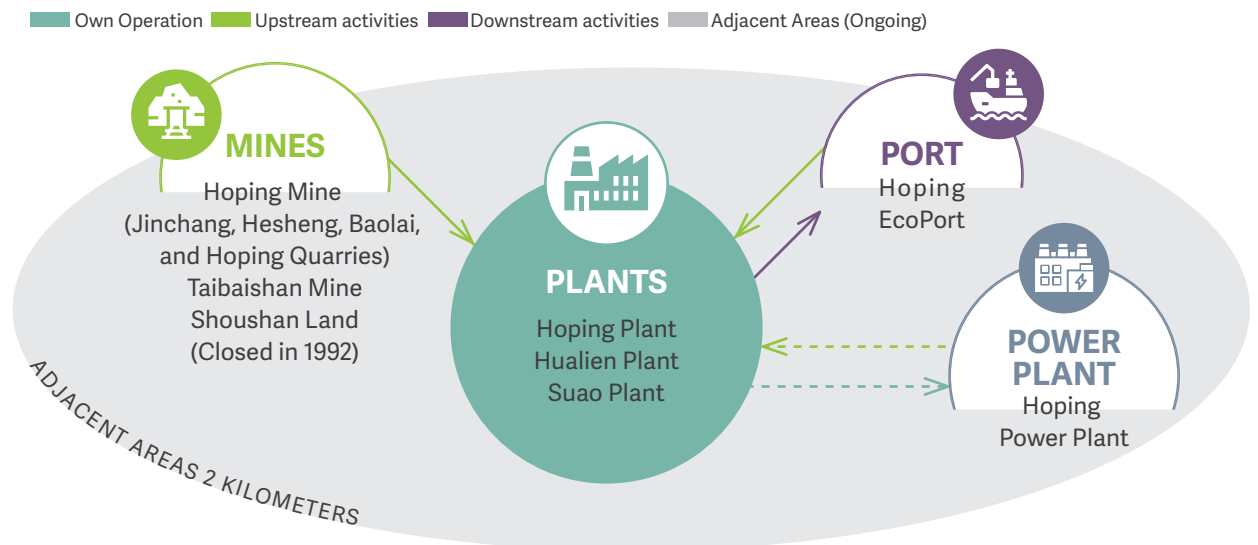 Own Operation
Upstream activities
Downstream activities
Adjacent Areas (Ongoing)
MINES
Hoping Mine
(Jinchang, Hesheng, Baolai,
and Hoping Quarries)
Taibaishan Mine
Shoushan Land
(Closed in 1992)
PLANTS
Hoping Plant
Hualien Plant
Suao Plant
PORT
Hoping
EcoPort
POWER
PLANT
Hoping
Power Plant
ADJACENT AREAS 2 KILOMETERS